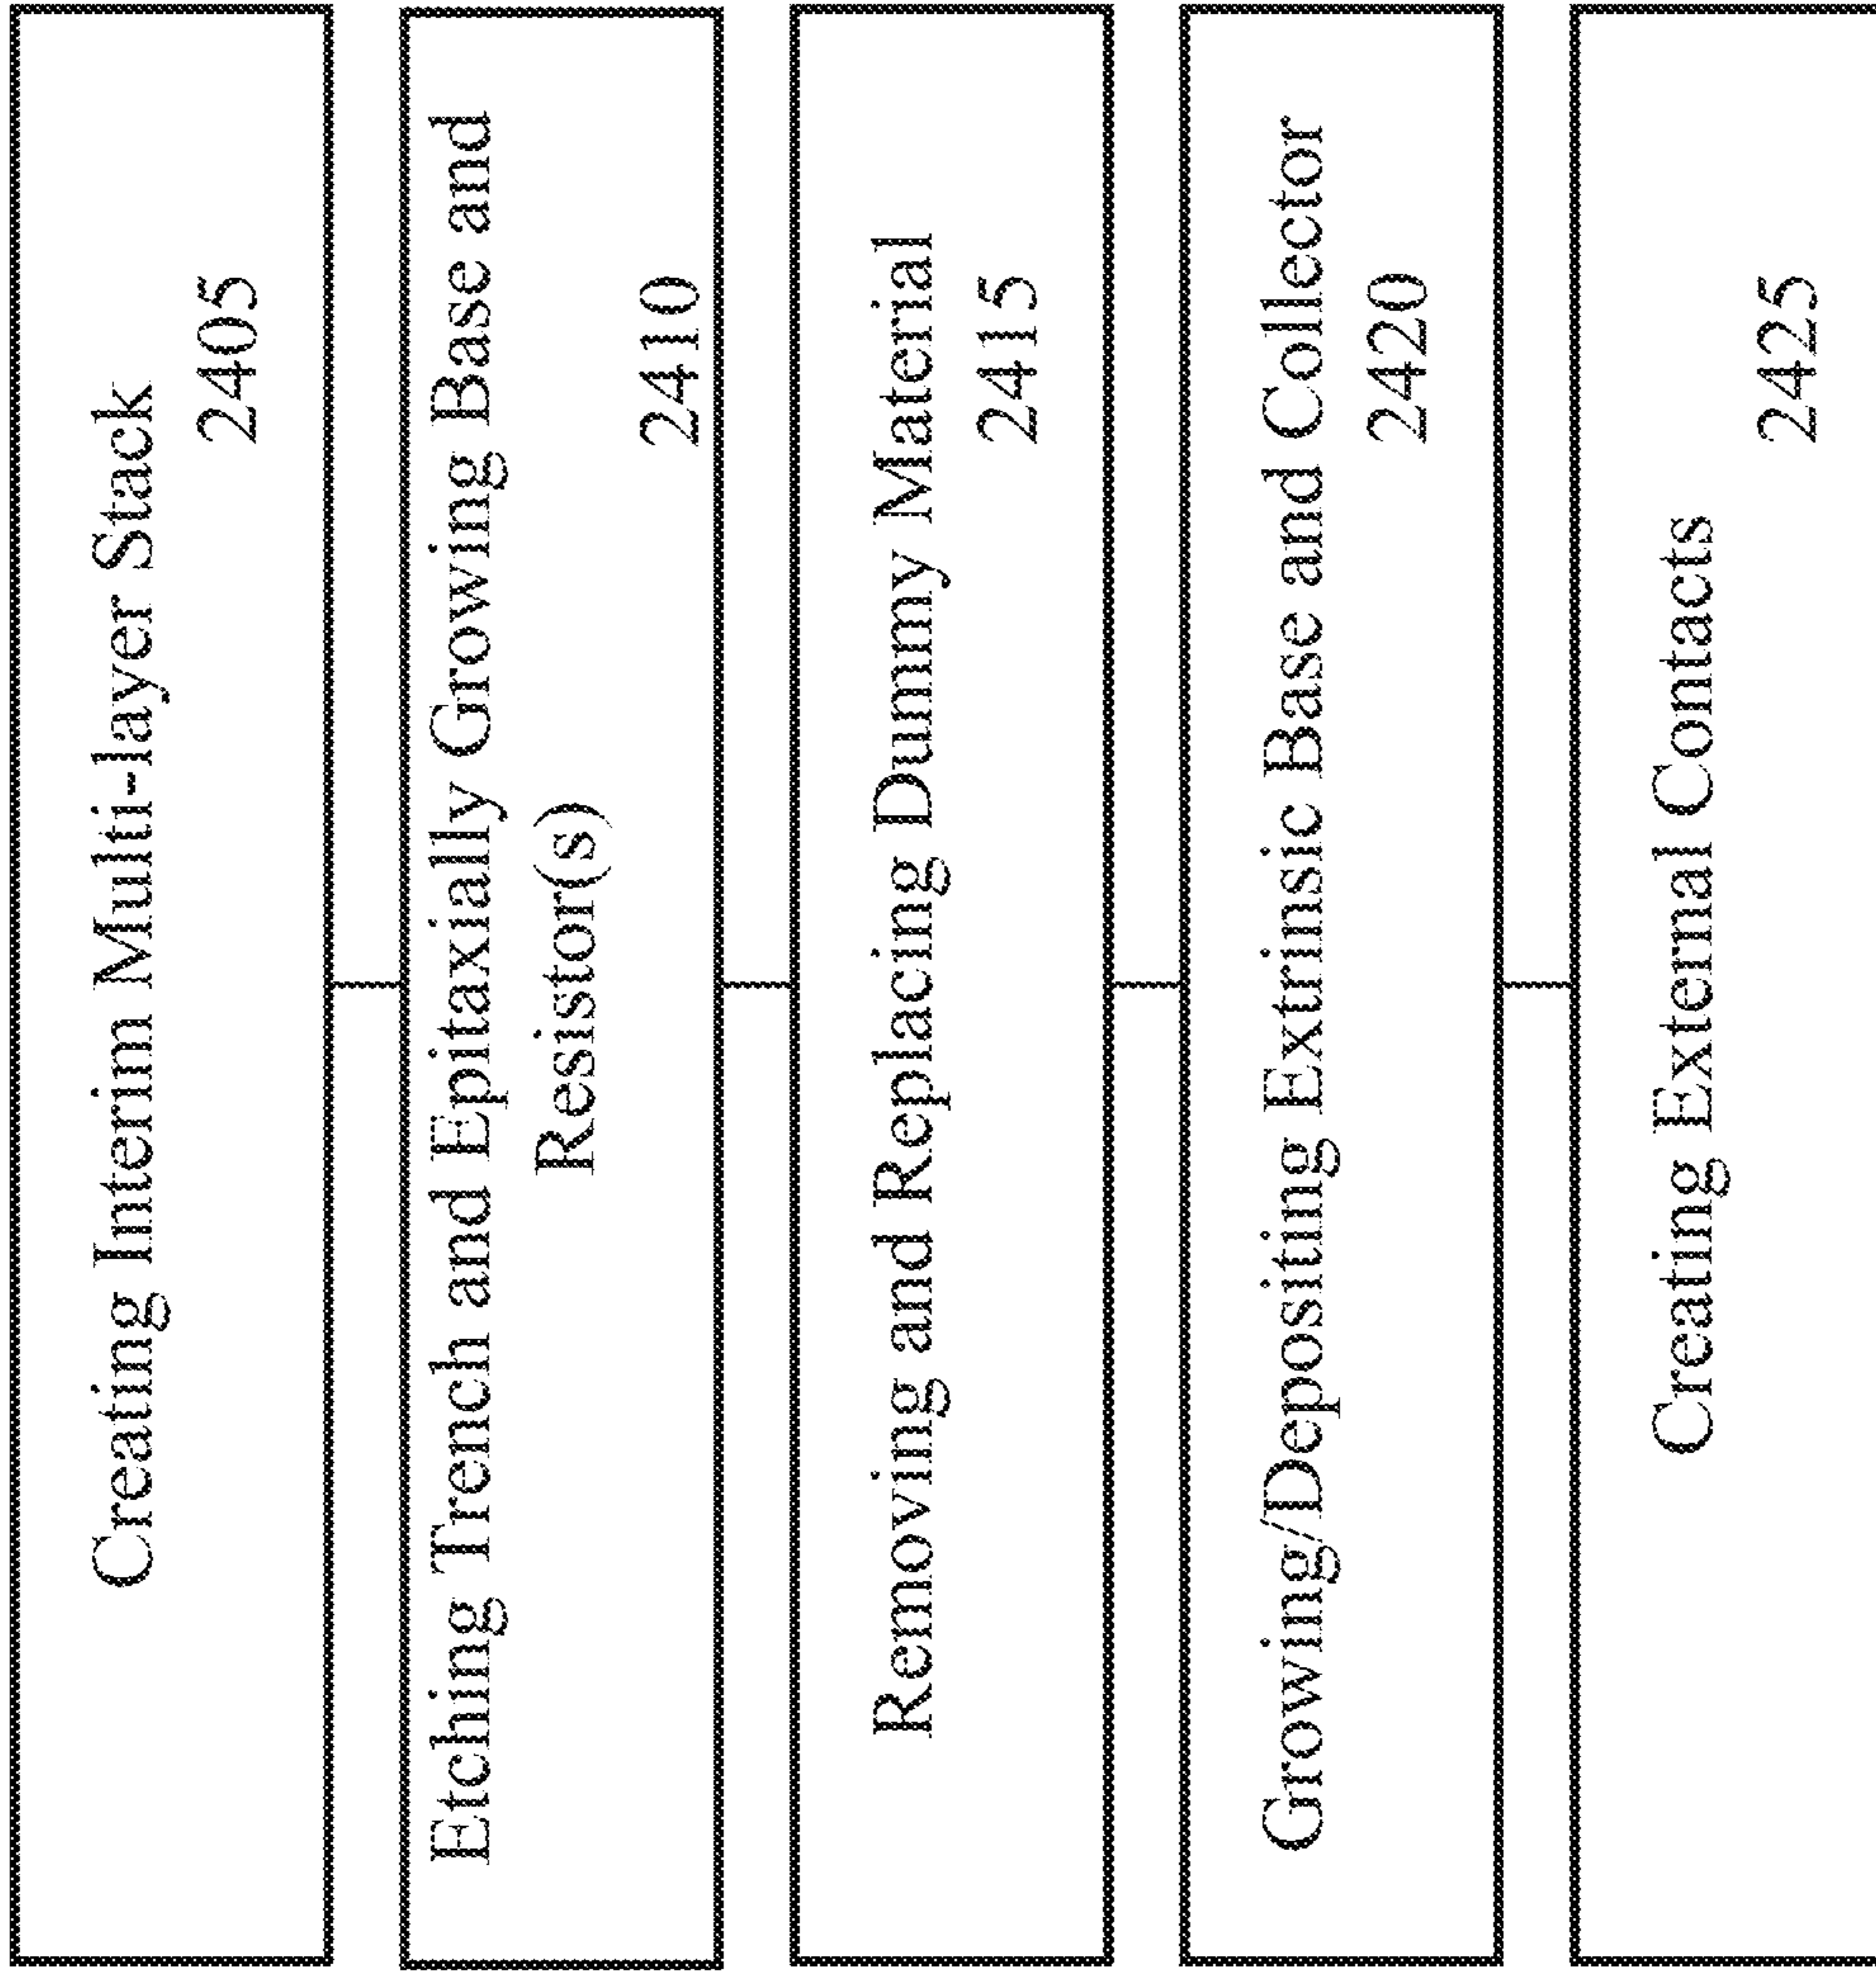 Creating Interim Multi-layer Stack
2405
Etching Trench and Epitaxially Growing Base and
Resistor(s)
2410
Removing and Replacing Dummy Material
2415
Growing/Depositing Extrinsic Base and Collector
2420
Creating External Contacts
2425